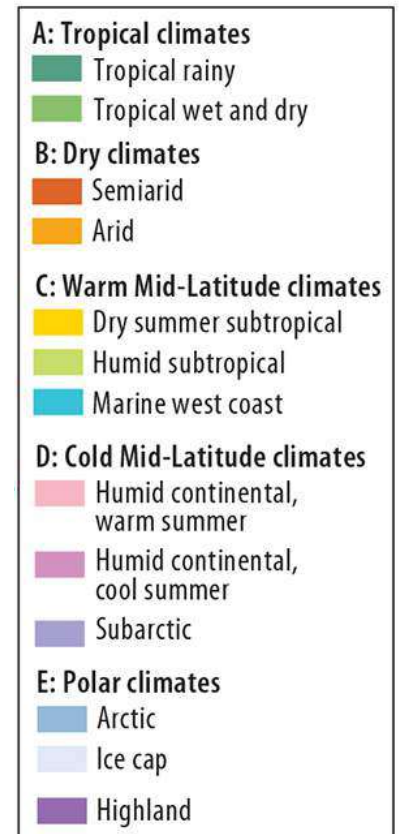 A: Tropical climates
Tropical rainy
Tropical wet and dry
B: Dry climates
Semiarid
Arid
C: Warm Mid-Latitude climates
Dry summer subtropical
Humid subtropical
Marine west coast
D: Cold Mid-Latitude climates
Humid continental,
warm summer
Humid continental,
cool summer
Subarctic
E: Polar climates
Arctic
Ice cap
Highland